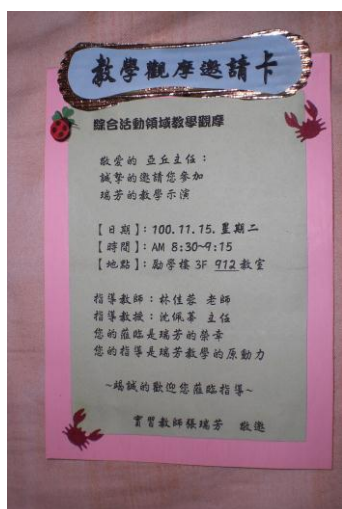 教學觀摩邀請卡
綜合活動領域教學觀摩
敬愛的 亞丘主任：
誠摯的邀請您參加
瑞芳的教學示演
【日期】：100.11.15.星期二
【時間】：AM 8:30~9:15
【地點】：勵學樓 3F 912教室
指導教師：林佳蓉 老師
指導教授：沈佩蓁 主任
您的蒞臨是瑞芳的榮幸
您的指導是瑞芳教學的原動力
~竭誠的歡迎您蒞臨指導~
實習教師張瑞芳 敬邀